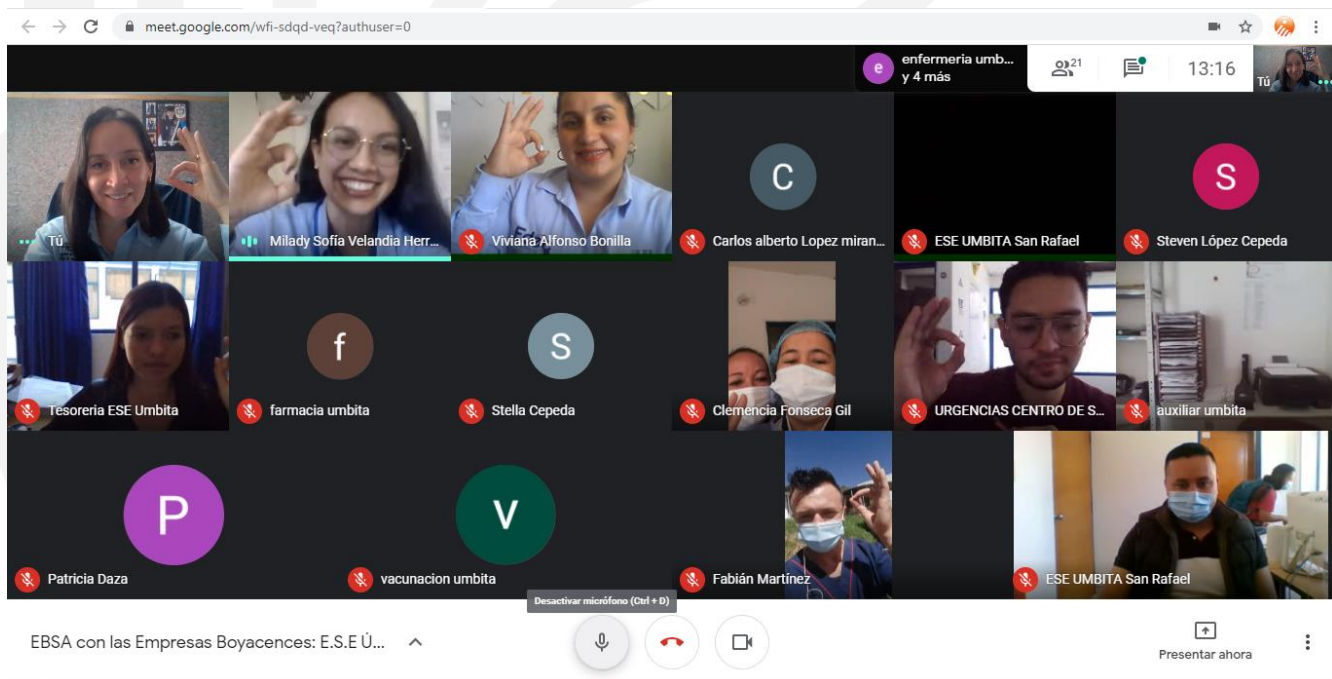 meet.google.com/wfi-sdqd-veq?authuser=0
e
enfermeria umb...
y 4 más
21
13:16
Tú
Tú
Milady Sofía Velandia Herr...
Viviana Alfonso Bonilla
C
Carlos alberto Lopez miran...
ESE UMBITA San Rafael
S
Steven López Cepeda
Tesoreria ESE Umbita
f
farmacia umbita
S
Stella Cepeda
Clemencia Fonseca Gil
URGENCIAS CENTRO DE S...
auxiliar umbita
P
Patricia Daza
V
vacunacion umbita
Fabián Martínez
ESE UMBITA San Rafael
Desactivar micrófono (Ctrl + D)
EBSA con las Empresas Boyacences: E.S.E Ú...
Presentar ahora